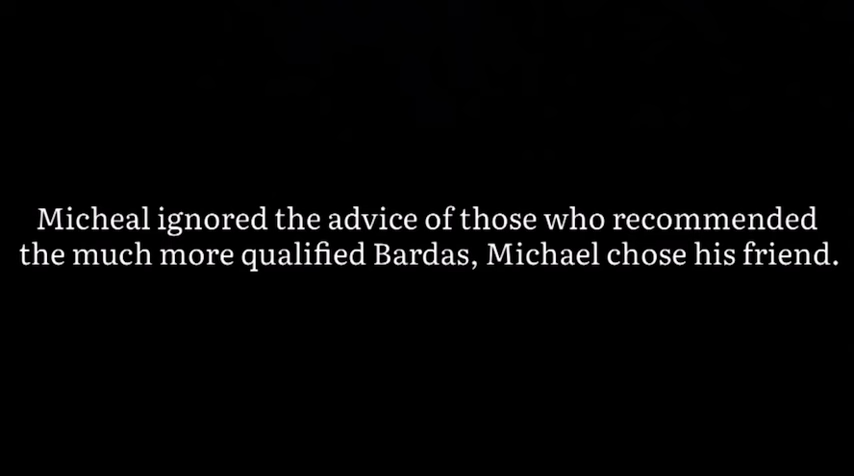 Micheal ignored the advice of those who recommended
the much more qualified Bardas, Michael chose his friend.